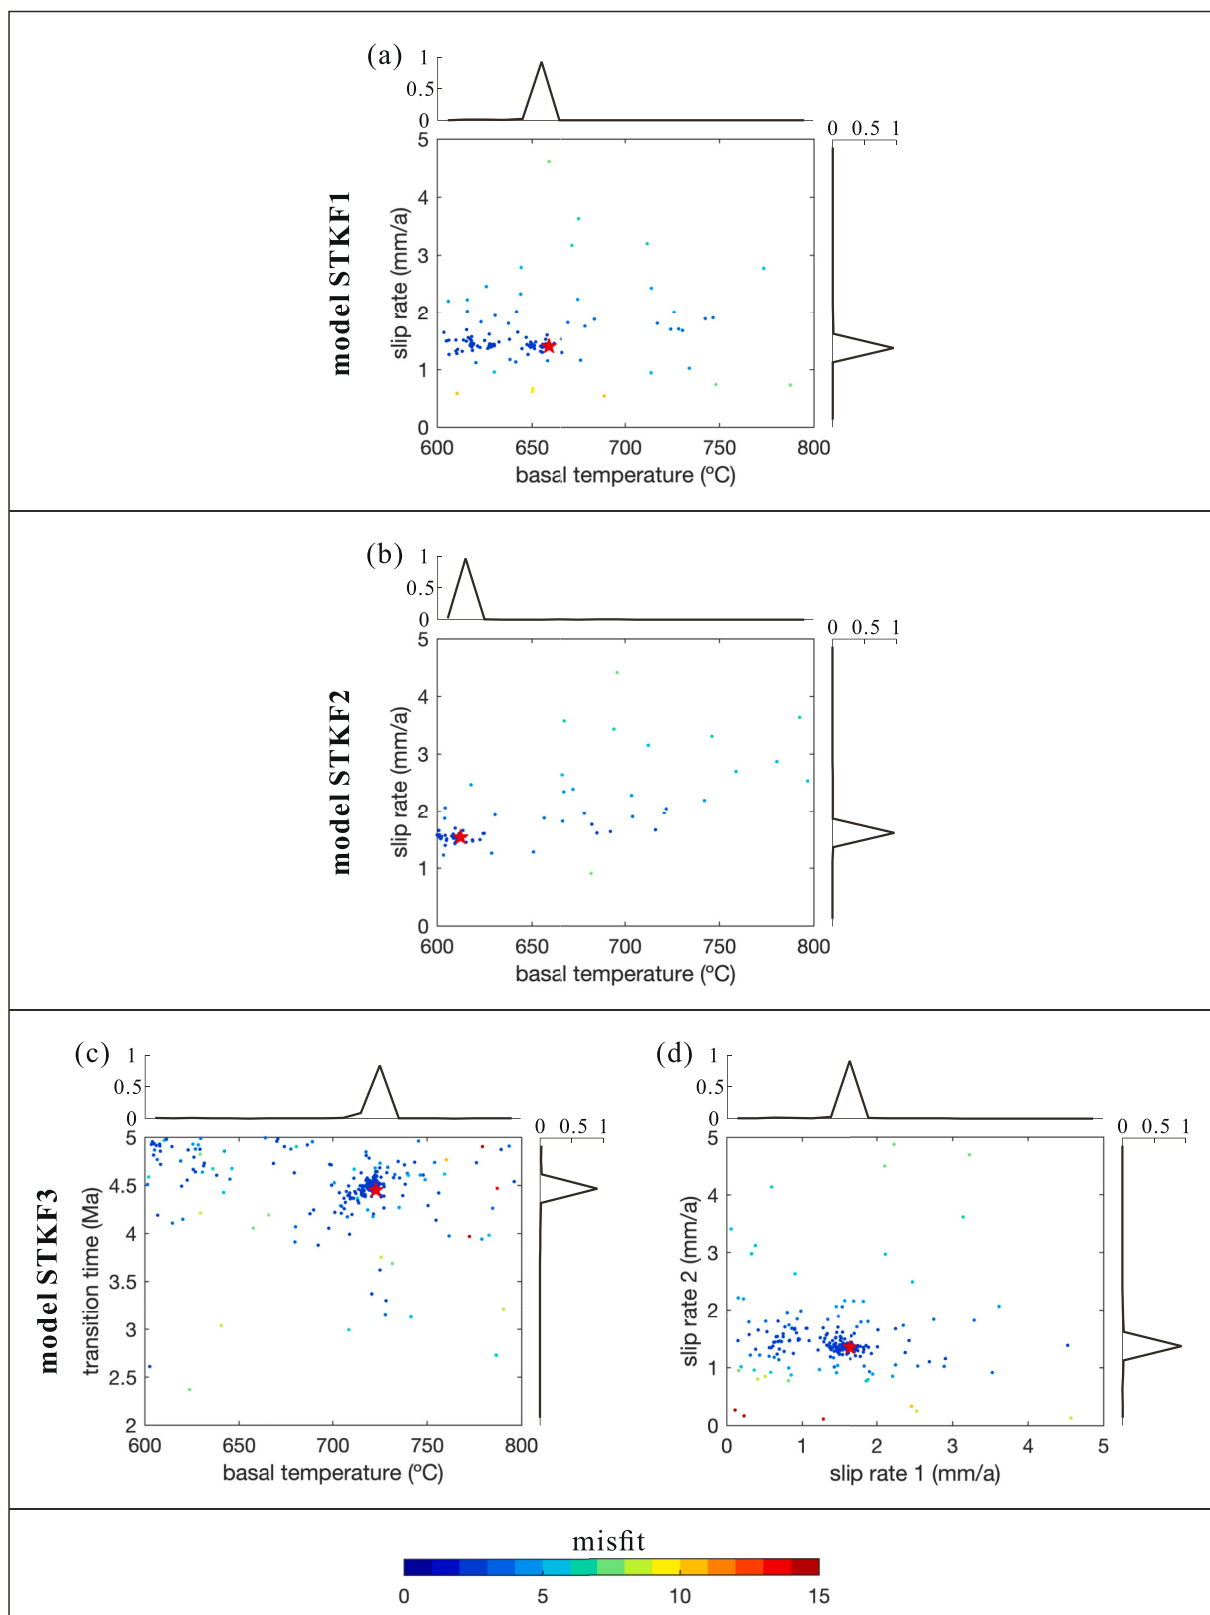 (a)
1
0.5
0
0 0.5 1
model STKF1
slip rate (mm/a)
5
4
3
2
1
0
600 650 700 750 800
basal temperature (ºC)
(b)
1
0.5
0
0 0.5 1
model STKF2
slip rate (mm/a)
5
4
3
2
1
0
600 650 700 750 800
basal temperature (ºC)
model STKF3
(c)
1
0.5
0
0 0.5 1
transition time (Ma)
5
4.5
4
3.5
3
2.5
2
600 650 700 750 800
basal temperature (ºC)
(d)
1
0.5
0
0 0.5 1
slip rate 2 (mm/a)
5
4
3
2
1
0
0 1 2 3 4 5
slip rate 1 (mm/a)
misfit
0 5 10 15